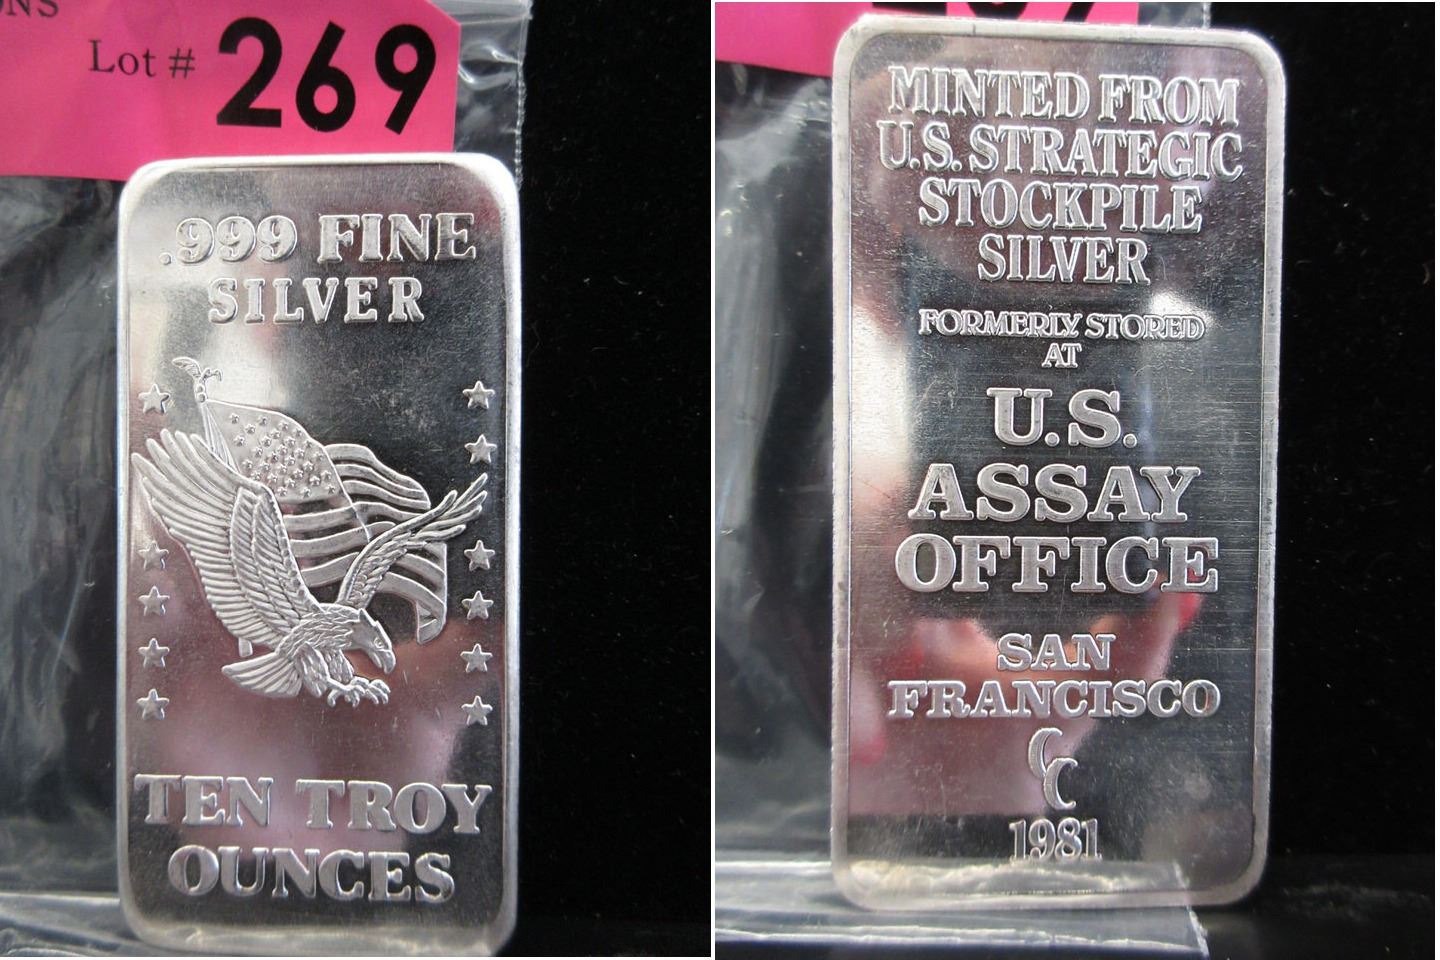 Lot # 269
.999 FINE
SILVER
TEN TROY
OUNCES
MINTED FROM
U.S. STRATEGIC
STOCKPILE
SILVER
FORMERLY STORED
AT
U.S.
ASSAY
OFFICE
SAN
FRANCISCO
CC
1981